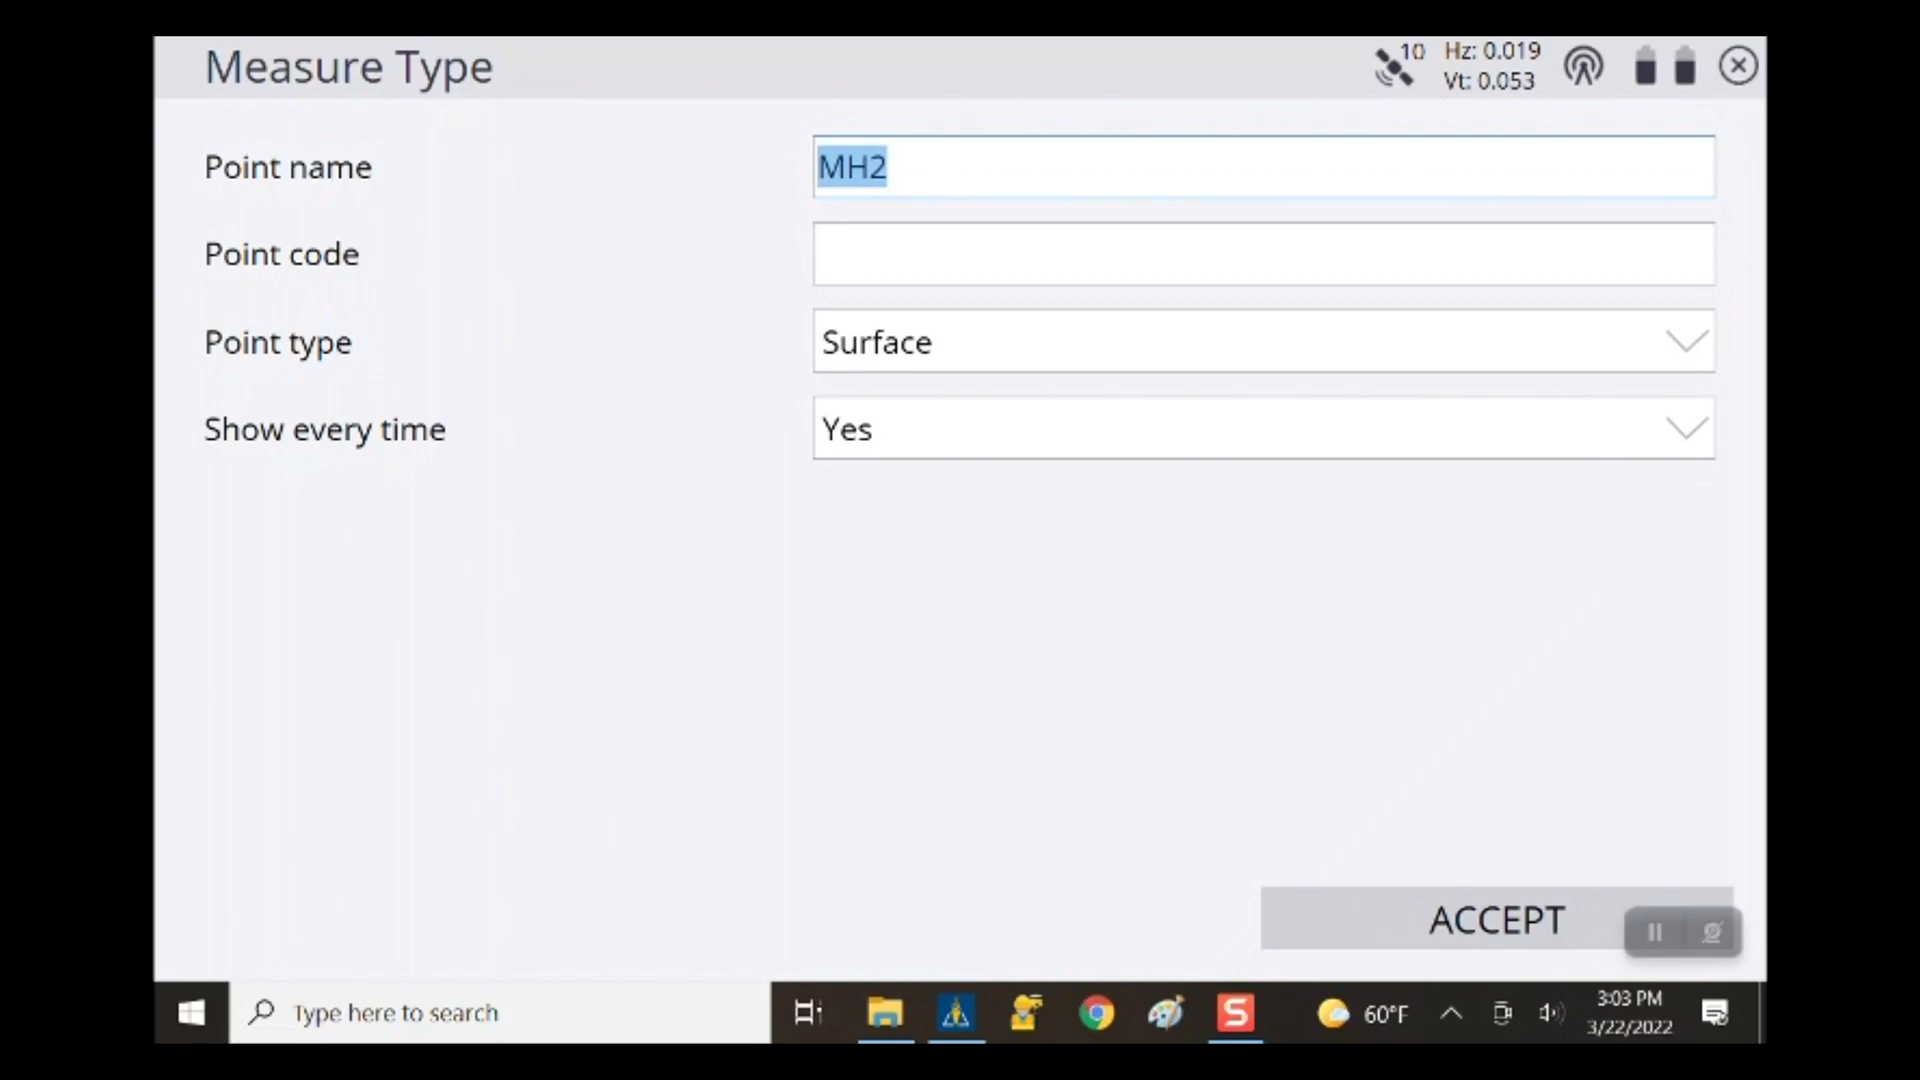 Measure Type
10
Hz: 0.019
Vt: 0.053
Point name
MH2
Point code
Point type
Surface
Show every time
Yes
ACCEPT
Type here to search
S
60°F
3:03 PM
3/22/2022